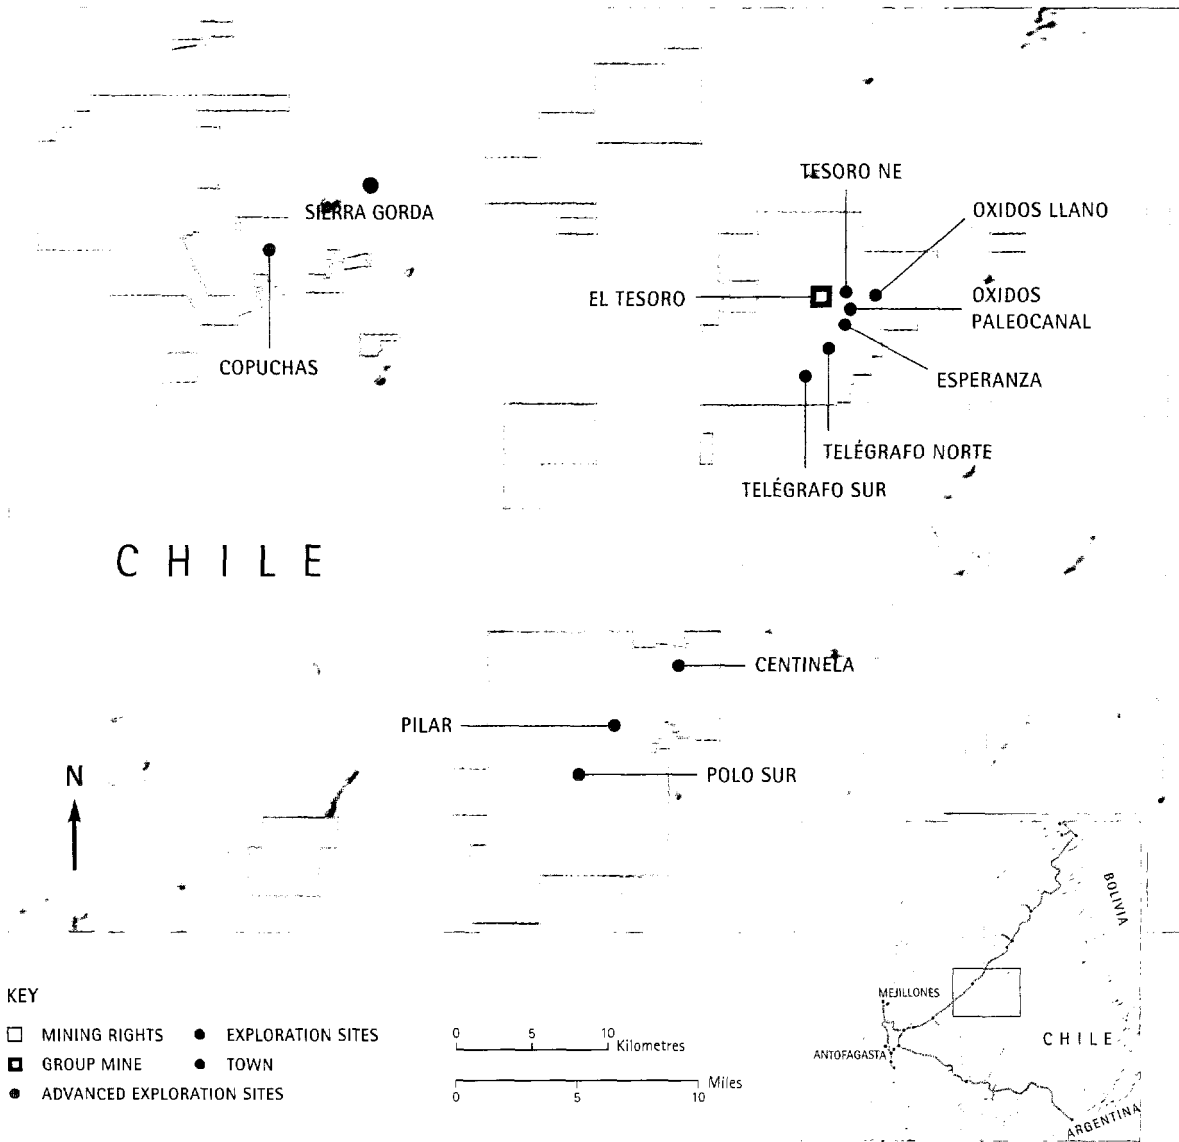 TESORO NE
OXIDOS LLANO
SIERRA GORDA
EL TESORO
OXIDOS
PALEOCANAL
COPUCHAS
ESPERANZA
TELÉGRAFO NORTE
TELÉGRAFO SUR
CHILE
CENTINELA
PILAR
POLO SUR
N
BOLIVIA
MEJILLONES
CHILE
ANTOFAGASTA
ARGENTINA
KEY
MINING RIGHTS
EXPLORATION SITES
GROUP MINE
TOWN
ADVANCED EXPLORATION SITES
0 5 10
Kilometres
Miles
0 5 10